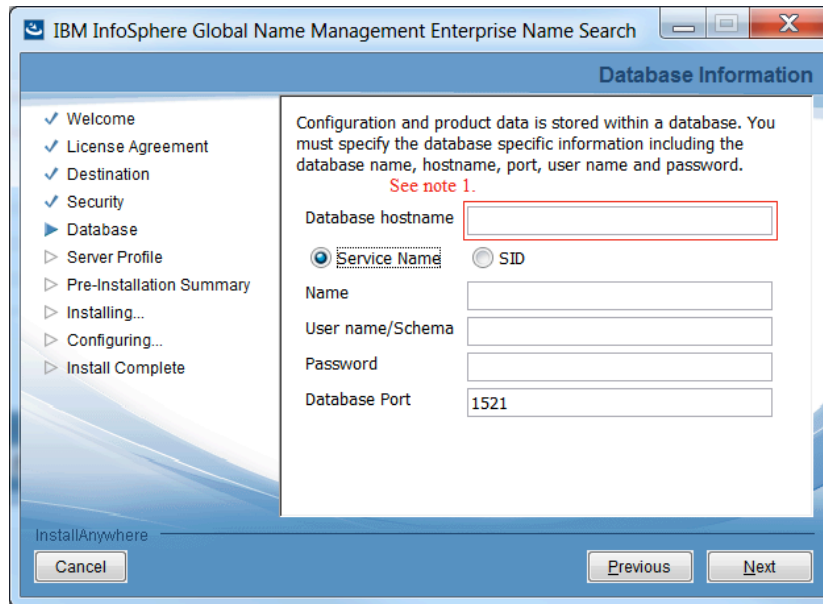 IBM InfoSphere Global Name Management Enterprise Name Search
Database Information
Welcome
License Agreement
Destination
Security
Database
Server Profile
Pre-Installation Summary
Installing...
Configuring...
Install Complete
Configuration and product data is stored within a database. You
must specify the database specific information including the
database name, hostname, port, user name and password.
See note 1.
Database hostname
Service Name SID
Name
User name/Schema
Password
Database Port 1521
InstallAnywhere
Cancel Previous Next